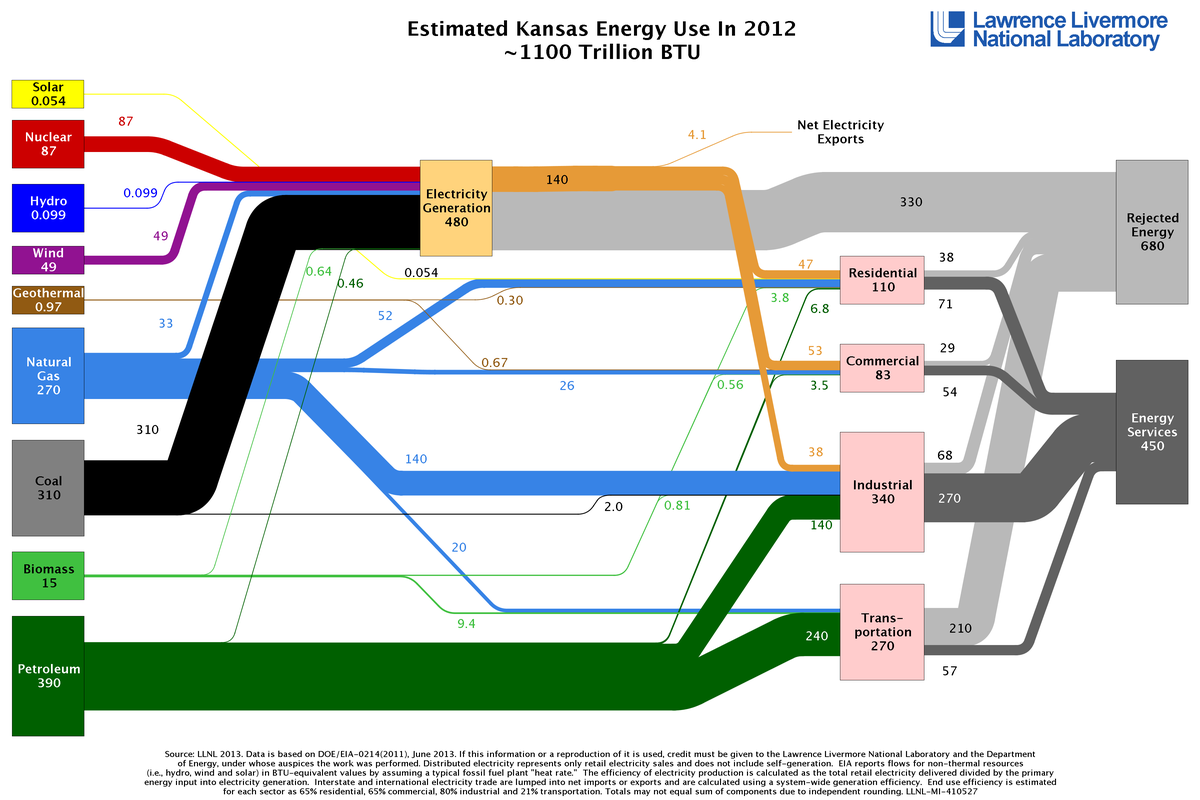 Estimated Kansas Energy Use In 2012
~1100 Trillion BTU
Lawrence Livermore
National Laboratory
Solar
0.054
Nuclear
87
87
Hydro
0.099
0.099
Wind
49
49
Geothermal
0.97
Natural
Gas
270
33
Coal
310
310
Biomass
15
Petroleum
390
Electricity
Generation
480
140
4.1
Net Electricity
Exports
330
0.64
0.46
0.054
0.30
52
0.67
26
140
2.0
20
9.4
47
3.8
6.8
53
0.56
3.5
38
0.81
140
240
Residential
110
38
71
Commercial
83
29
54
Industrial
340
68
270
Trans-
portation
270
210
57
Rejected
Energy
680
Energy
Services
450
Source: LLNL 2013. Data is based on DOE/EIA-0214(2011), June 2013. If this information or a reproduction of it is used, credit must be given to the Lawrence Livermore National Laboratory and the Department
of Energy, under whose auspices the work was performed. Distributed electricity represents only retail electricity sales and does not include self-generation. EIA reports flows for non-thermal resources
(i.e., hydro, wind and solar) in BTU-equivalent values by assuming a typical fossil fuel plant "heat rate." The efficiency of electricity production is calculated as the total retail electricity delivered divided by the primary
energy input into electricity generation. Interstate and international electricity trade are lumped into net imports or exports and are calculated using a system-wide generation efficiency. End use efficiency is estimated
for each sector as 65% residential, 65% commercial, 80% industrial and 21% transportation. Totals may not equal sum of components due to independent rounding. LLNL-MI-410527